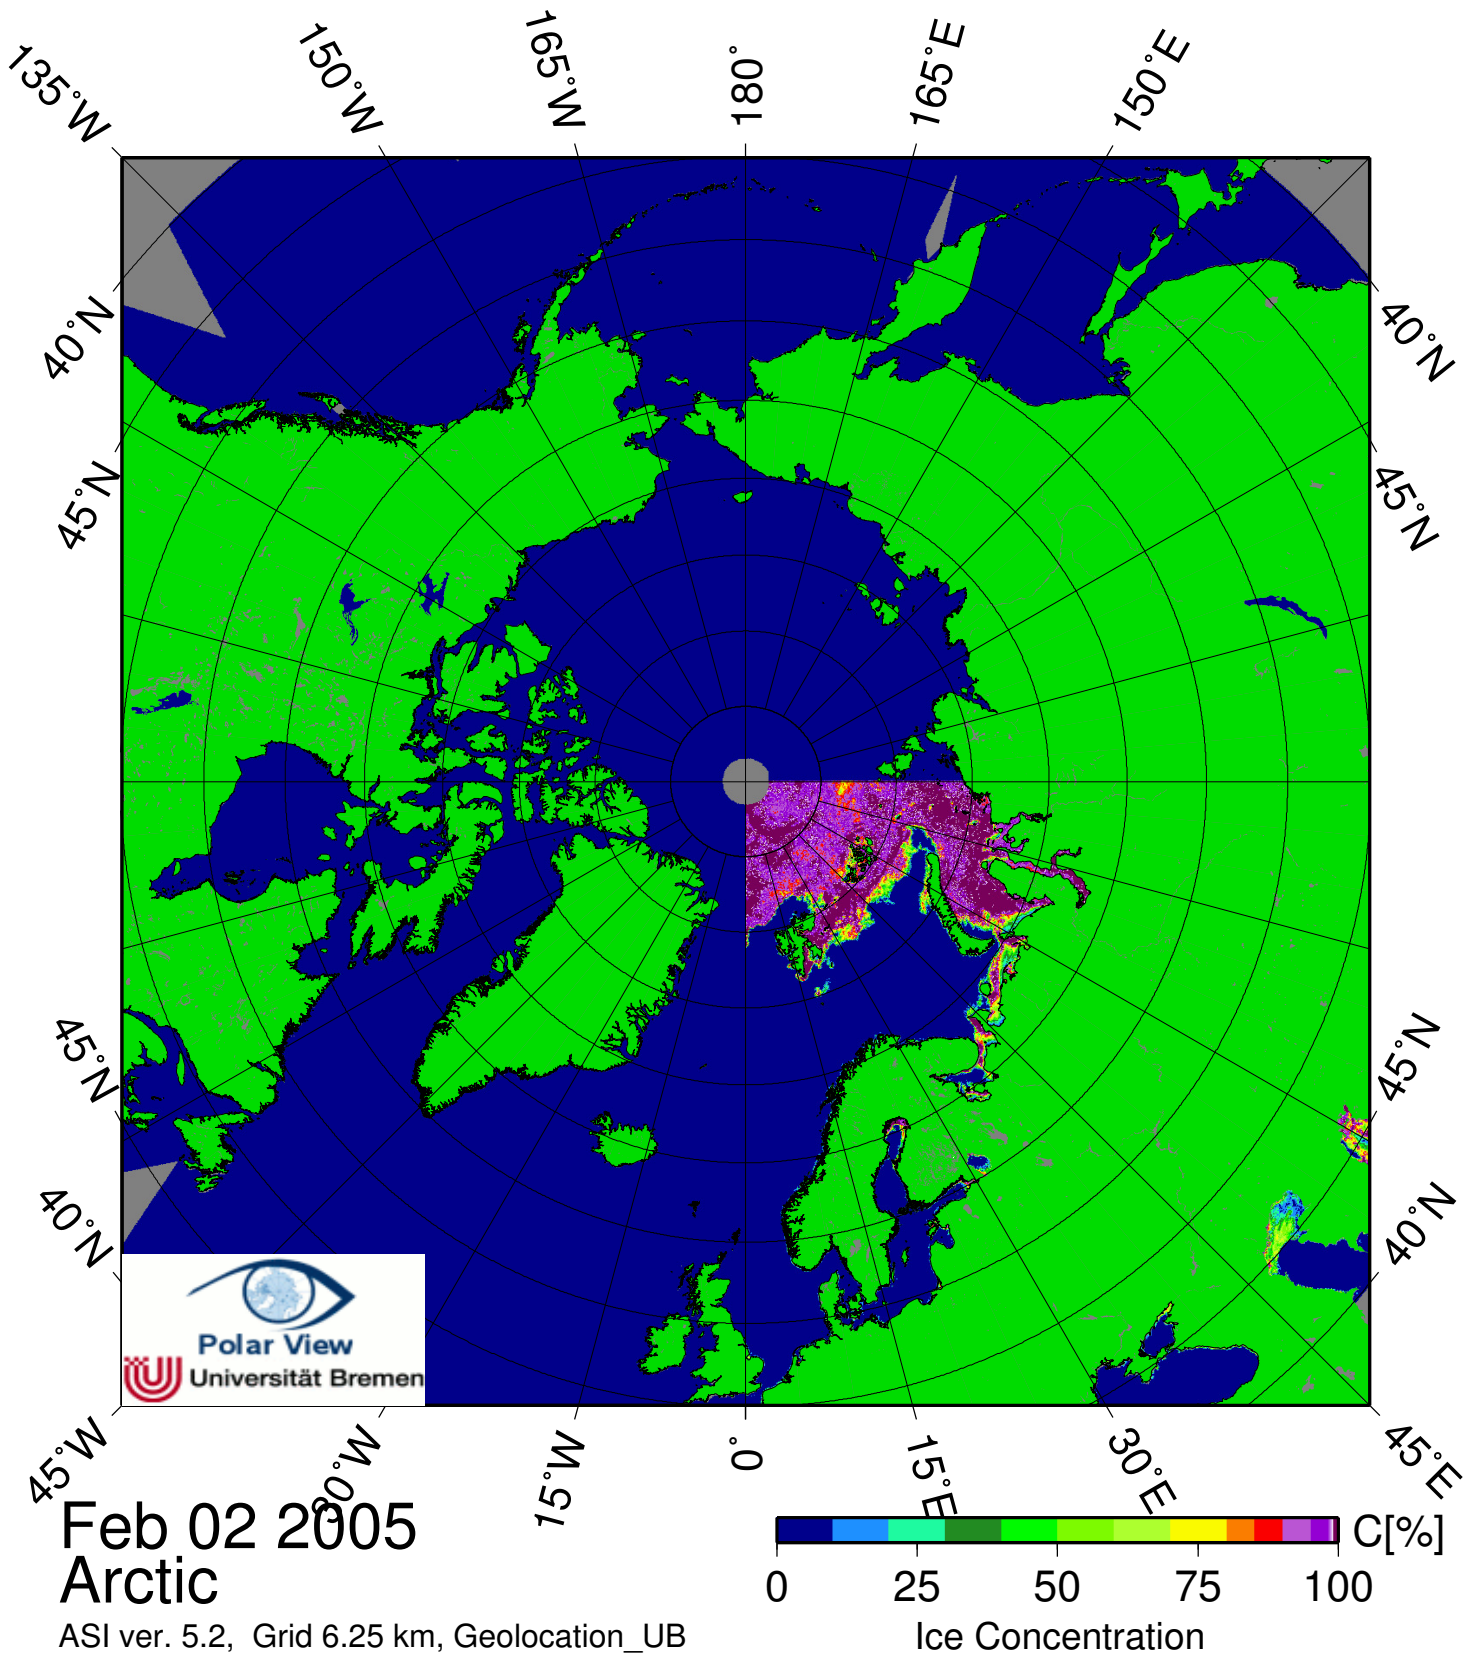 135°W
150°W
165°W
180°
165°E
150°E
40°N
40°N
45°N
45°N
45°N
45°N
40°N
40°N
Polar View
Universität Bremen
45°W
30°W
15°W
0°
15°E
30°E
45°E
Feb 02 2005
Arctic
ASI ver. 5.2, Grid 6.25 km, Geolocation_UB
C[%]
0 25 50 75 100
Ice Concentration